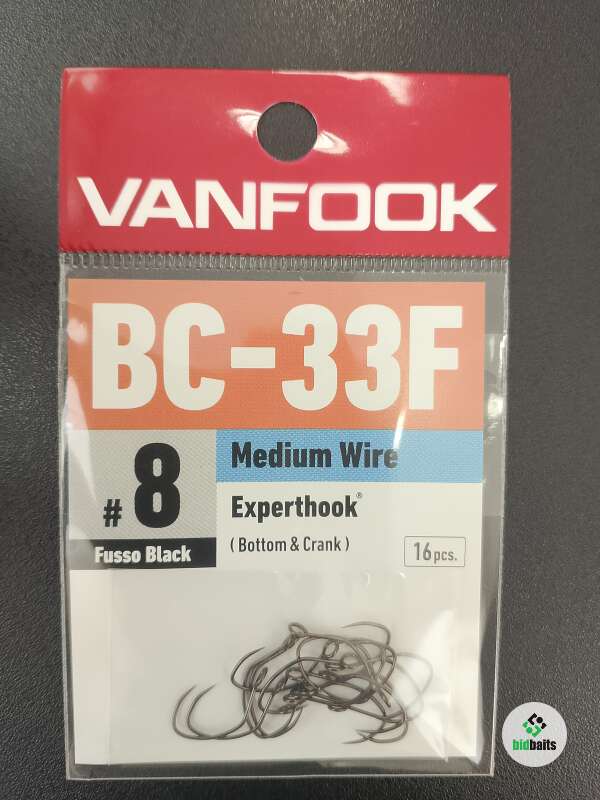 VANFOOK
BC-33F
#8
Medium Wire
Experthook®
Fusso Black
( Bottom & Crank )
16pcs.
bidbaits